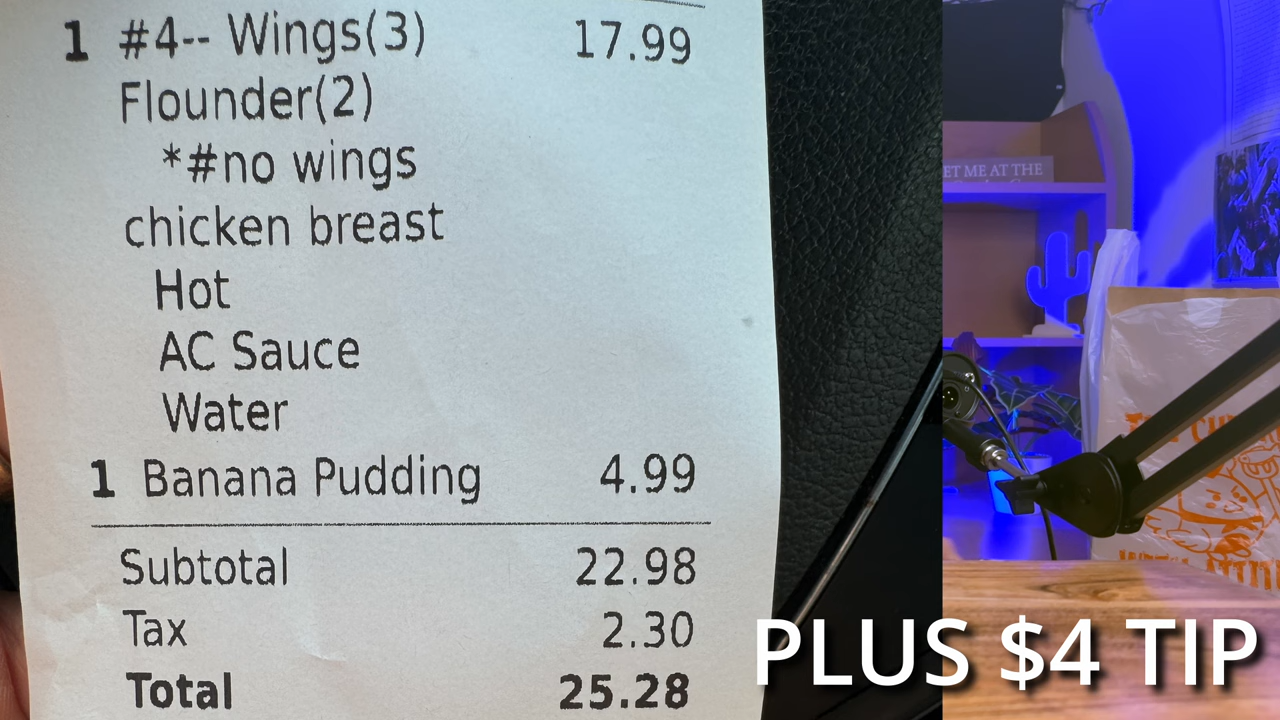 1 #4-- Wings(3) 17.99
Flounder(2)
*#no wings
chicken breast
Hot
AC Sauce
Water
1 Banana Pudding 4.99
Subtotal 22.98
Tax 2.30
Total 25.28
ET ME AT THE
PLUS $4 TIP